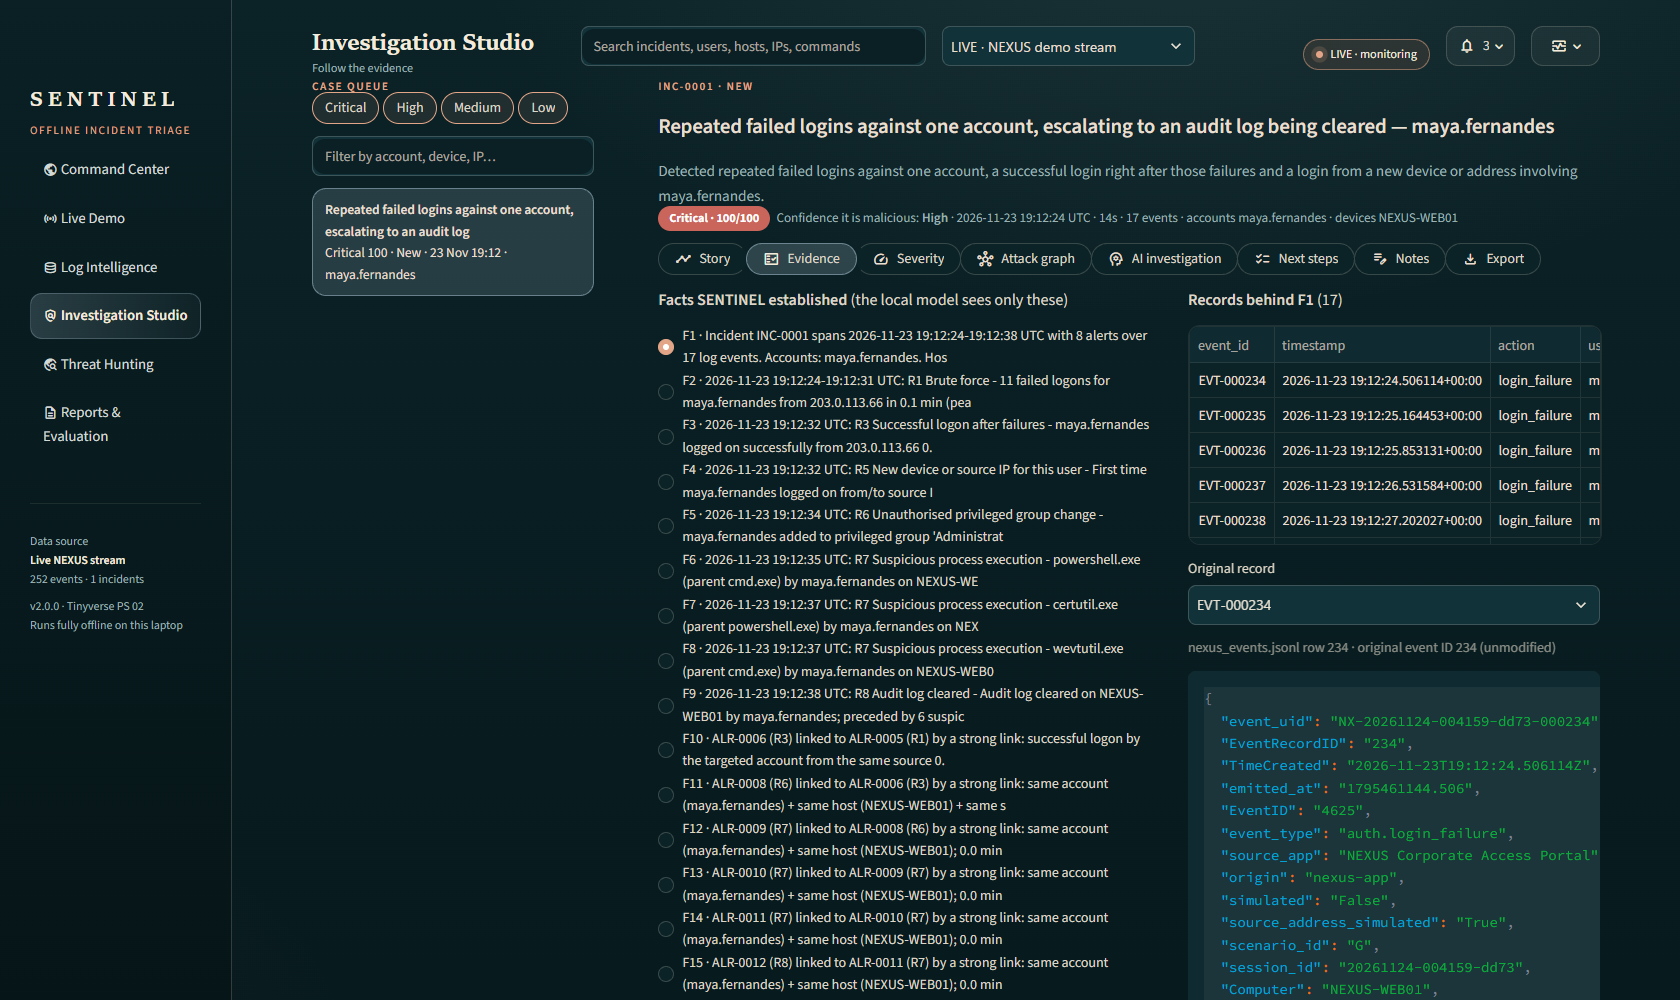 SENTINEL
OFFLINE INCIDENT TRIAGE
Command Center
Live Demo
Log Intelligence
Investigation Studio
Threat Hunting
Reports &
Evaluation
Data source
Live NEXUS stream
252 events · 1 incidents
v2.0.0 · Tinyverse PS 02
Runs fully offline on this laptop
Investigation Studio
Follow the evidence
Search incidents, users, hosts, IPs, commands
LIVE · NEXUS demo stream
LIVE · monitoring
3
CASE QUEUE
Critical
High
Medium
Low
Filter by account, device, IP...
Repeated failed logins against one account,
escalating to an audit log
Critical 100 · New · 23 Nov 19:12 ·
maya.fernandes
INC-0001 · NEW
Repeated failed logins against one account, escalating to an audit log being cleared — maya.fernandes
Detected repeated failed logins against one account, a successful login right after those failures and a login from a new device or address involving
maya.fernandes.
Critical · 100/100 Confidence it is malicious: High · 2026-11-23 19:12:24 UTC · 14s · 17 events · accounts maya.fernandes · devices NEXUS-WEB01
Story
Evidence
Severity
Attack graph
AI investigation
Next steps
Notes
Export
Facts SENTINEL established (the local model sees only these)
F1 · Incident INC-0001 spans 2026-11-23 19:12:24-19:12:38 UTC with 8 alerts over
17 log events. Accounts: maya.fernandes. Hos
F2 · 2026-11-23 19:12:24-19:12:31 UTC: R1 Brute force - 11 failed logons for
maya.fernandes from 203.0.113.66 in 0.1 min (pea
F3 · 2026-11-23 19:12:32 UTC: R3 Successful logon after failures - maya.fernandes
logged on successfully from 203.0.113.66 0.
F4 · 2026-11-23 19:12:32 UTC: R5 New device or source IP for this user - First time
maya.fernandes logged on from/to source I
F5 · 2026-11-23 19:12:34 UTC: R6 Unauthorised privileged group change -
maya.fernandes added to privileged group 'Administrat
F6 · 2026-11-23 19:12:35 UTC: R7 Suspicious process execution - powershell.exe
(parent cmd.exe) by maya.fernandes on NEXUS-WE
F7 · 2026-11-23 19:12:37 UTC: R7 Suspicious process execution - certutil.exe
(parent powershell.exe) by maya.fernandes on NEX
F8 · 2026-11-23 19:12:37 UTC: R7 Suspicious process execution - wevtutil.exe
(parent cmd.exe) by maya.fernandes on NEXUS-WEB0
F9 · 2026-11-23 19:12:38 UTC: R8 Audit log cleared - Audit log cleared on NEXUS-
WEB01 by maya.fernandes; preceded by 6 suspic
F10 · ALR-0006 (R3) linked to ALR-0005 (R1) by a strong link: successful logon by
the targeted account from the same source 0.
F11 · ALR-0008 (R6) linked to ALR-0006 (R3) by a strong link: same account
(maya.fernandes) + same host (NEXUS-WEB01) + same s
F12 · ALR-0009 (R7) linked to ALR-0008 (R6) by a strong link: same account
(maya.fernandes) + same host (NEXUS-WEB01); 0.0 min
F13 · ALR-0010 (R7) linked to ALR-0009 (R7) by a strong link: same account
(maya.fernandes) + same host (NEXUS-WEB01); 0.0 min
F14 · ALR-0011 (R7) linked to ALR-0010 (R7) by a strong link: same account
(maya.fernandes) + same host (NEXUS-WEB01); 0.0 min
F15 · ALR-0012 (R8) linked to ALR-0011 (R7) by a strong link: same account
(maya.fernandes) + same host (NEXUS-WEB01); 0.0 min
Records behind F1 (17)
event_id timestamp action us
EVT-000234 2026-11-23 19:12:24.506114+00:00 login_failure m
EVT-000235 2026-11-23 19:12:25.164453+00:00 login_failure m
EVT-000236 2026-11-23 19:12:25.853131+00:00 login_failure m
EVT-000237 2026-11-23 19:12:26.531584+00:00 login_failure m
EVT-000238 2026-11-23 19:12:27.202027+00:00 login_failure m
Original record
EVT-000234
nexus_events.jsonl row 234 · original event ID 234 (unmodified)
{
"event_uid": "NX-20261124-004159-dd73-000234"
"EventRecordID": "234",
"TimeCreated": "2026-11-23T19:12:24.506114Z",
"emitted_at": "1795461144.506",
"EventID": "4625",
"event_type": "auth.login_failure",
"source_app": "NEXUS Corporate Access Portal"
"origin": "nexus-app",
"simulated": "False",
"source_address_simulated": "True",
"scenario_id": "G",
"session_id": "20261124-004159-dd73",
"Computer": "NEXUS-WEB01",